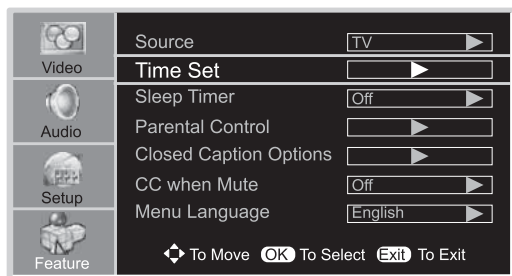 Video
Audio
Setup
Feature
Source TV
Time Set
Sleep Timer Off
Parental Control
Closed Caption Options
CC when Mute Off
Menu Language English
To Move OK To Select Exit To Exit